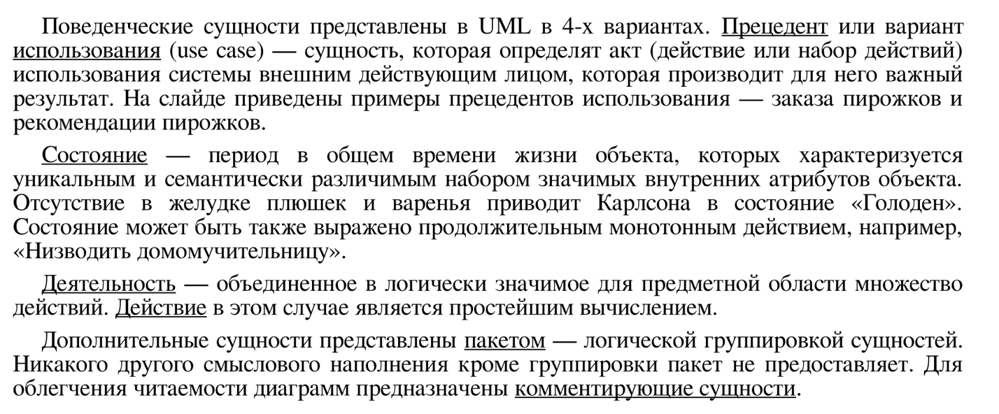 Поведенческие сущности представлены в UML в 4-х вариантах. Прецедент или вариант
использования (use case) — сущность, которая определят акт (действие или набор действий)
использования системы внешним действующим лицом, которая производит для него важный
результат. На слайде приведены примеры прецедентов использования — заказа пирожков и
рекомендации пирожков.
Состояние — период в общем времени жизни объекта, которых характеризуется
уникальным и семантически различимым набором значимых внутренних атрибутов объекта.
Отсутствие в желудке плюшек и варенья приводит Карлсона в состояние «Голоден».
Состояние может быть также выражено продолжительным монотонным действием, например,
«Низводить домомучительницу».
Деятельность — объединенное в логически значимое для предметной области множество
действий. Действие в этом случае является простейшим вычислением.
Дополнительные сущности представлены пакетом — логической группировкой сущностей.
Никакого другого смыслового наполнения кроме группировки пакет не предоставляет. Для
облегчения читаемости диаграмм предназначены комментирующие сущности.